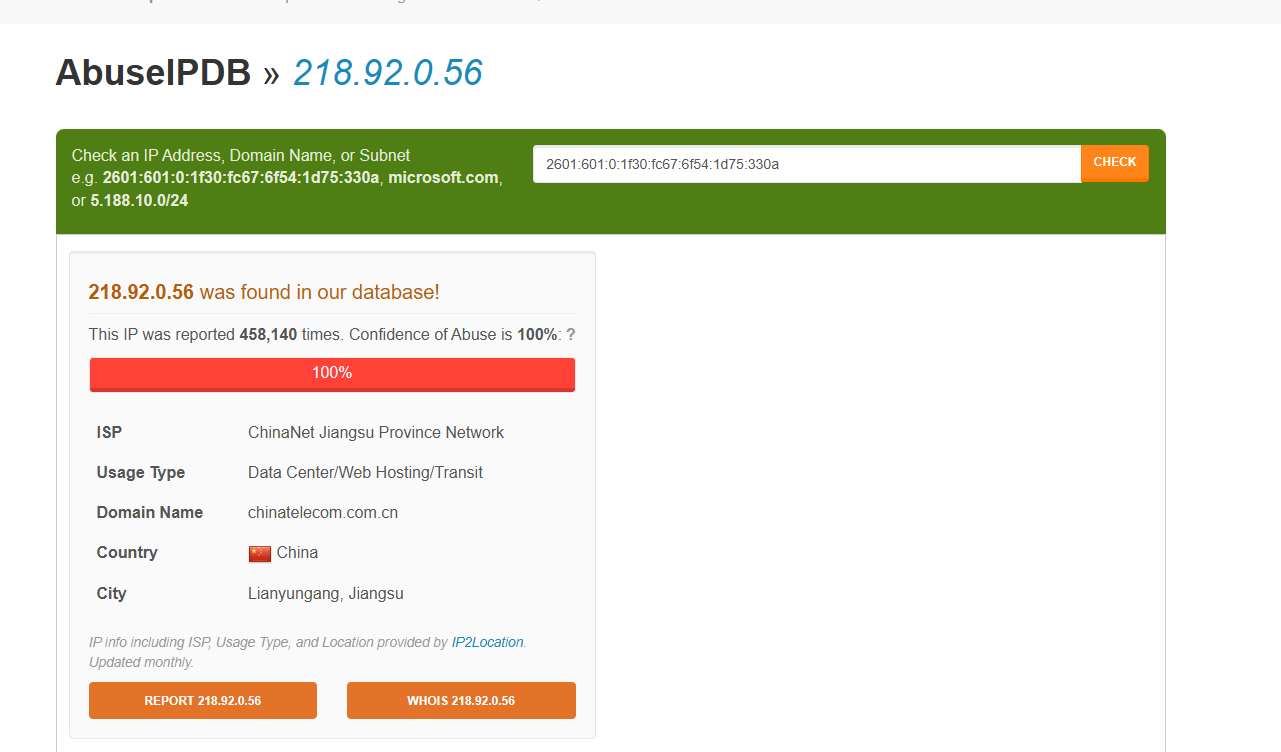 AbuseIPDB » 218.92.0.56
Check an IP Address, Domain Name, or Subnet
e.g. 2601:601:0:1f30:fc67:6f54:1d75:330a, microsoft.com,
or 5.188.10.0/24
2601:601:0:1f30:fc67:6f54:1d75:330a
CHECK
218.92.0.56 was found in our database!
This IP was reported 458,140 times. Confidence of Abuse is 100%: ?
100%
ISP ChinaNet Jiangsu Province Network
Usage Type Data Center/Web Hosting/Transit
Domain Name chinatelecom.com.cn
Country China
City Lianyungang, Jiangsu
IP info including ISP, Usage Type, and Location provided by IP2Location.
Updated monthly.
REPORT 218.92.0.56 WHOIS 218.92.0.56